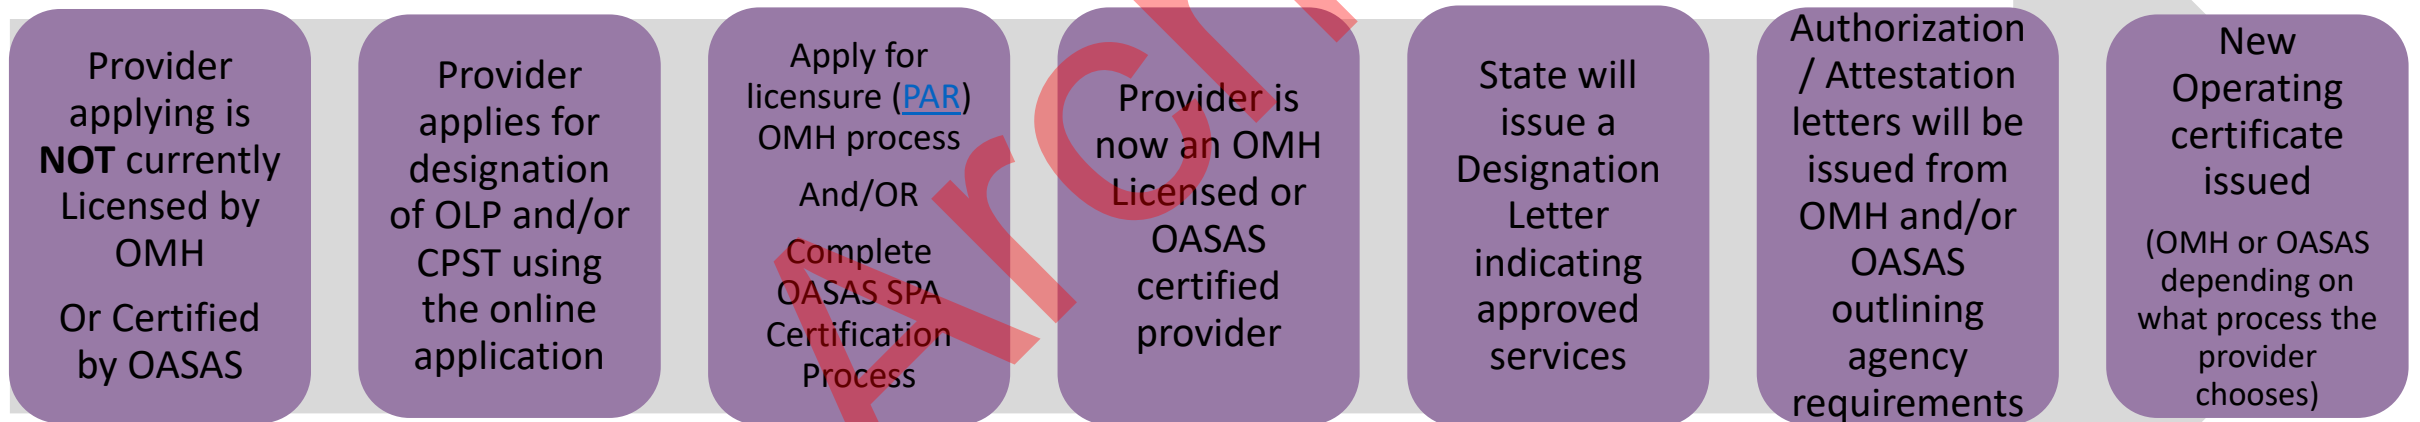 Provider
applying is
NOT currently
Licensed by
OMH
Or Certified
by OASAS
Provider
applies for
designation
of OLP and/or
CPST using
the online
application
Apply for
licensure (PAR)
OMH process
And/OR
Complete
OASAS SPA
Certification
Process
Provider is
now an OMH
Licensed or
OASAS
certified
provider
State will
issue a
Designation
Letter
indicating
approved
services
Authorization
/ Attestation
letters will be
issued from
OMH and/or
OASAS
outlining
agency
requirements
New
Operating
certificate
issued
(OMH or OASAS
depending on
what process the
provider
chooses)